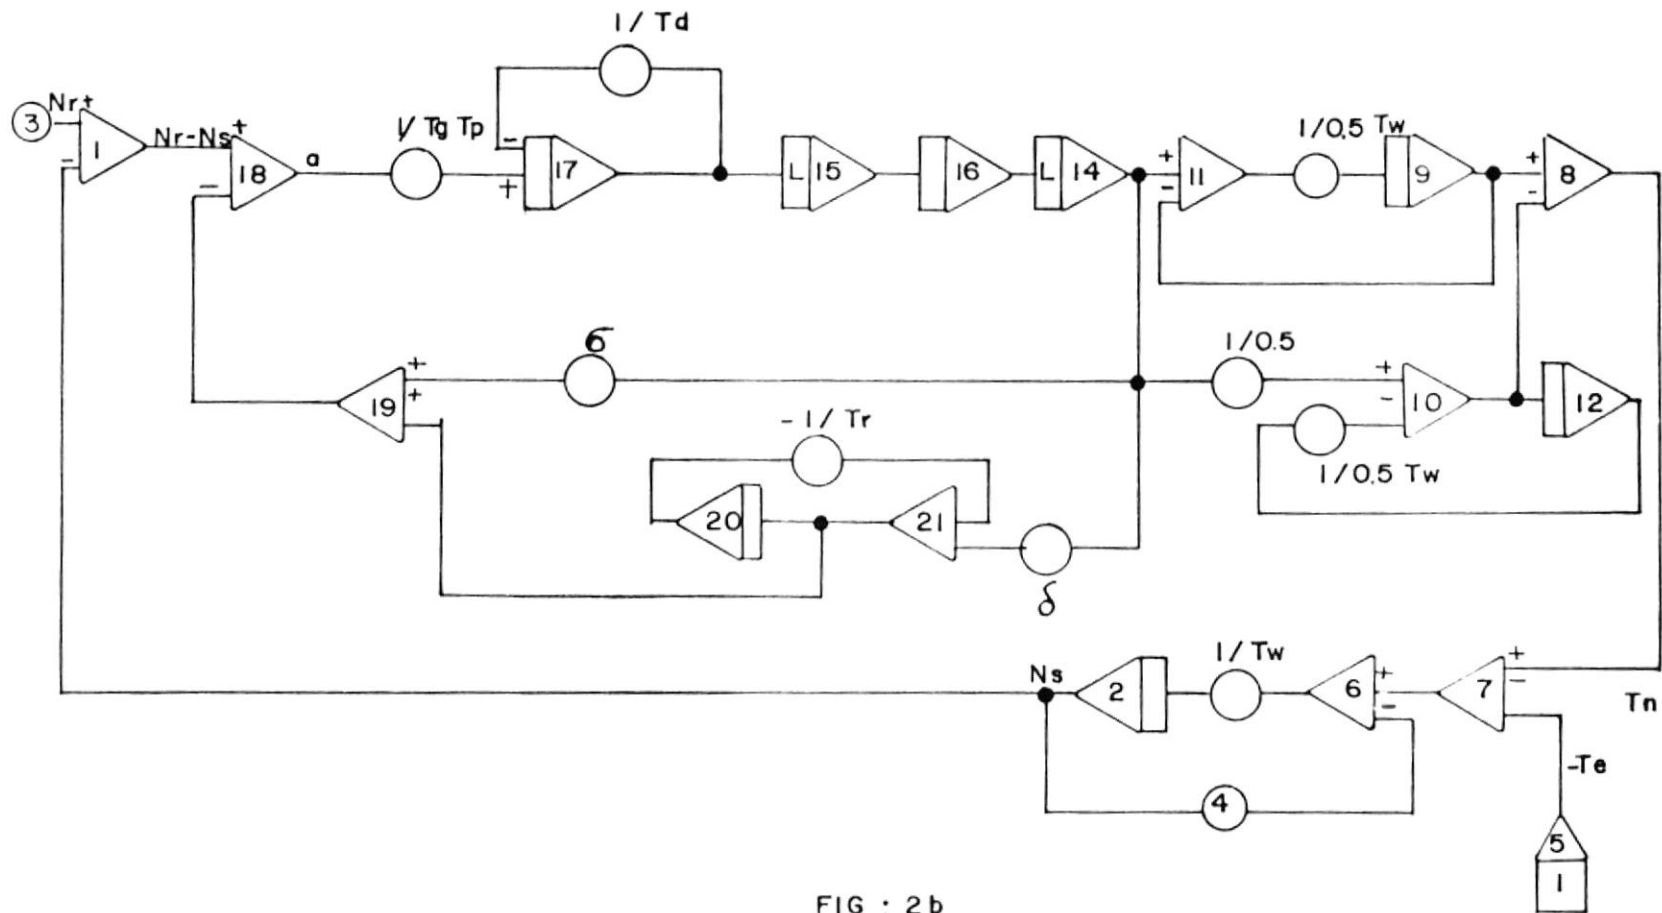 1 / Td
3
Nr+
-
1
Nr-Ns
+
-
18
a
1/ Tg Tp
-
+
17
L 15
16
L 14
+
-
11
1/0.5 Tw
9
+
-
8
б
+
+
19
1/0.5
+
-
10
12
1/0.5 Tw
- 1/ Tr
20
21
δ
Ns
2
1/ Tw
+
-
6
+
-
7
Tn
-Te
4
5
1
FIG : 2b